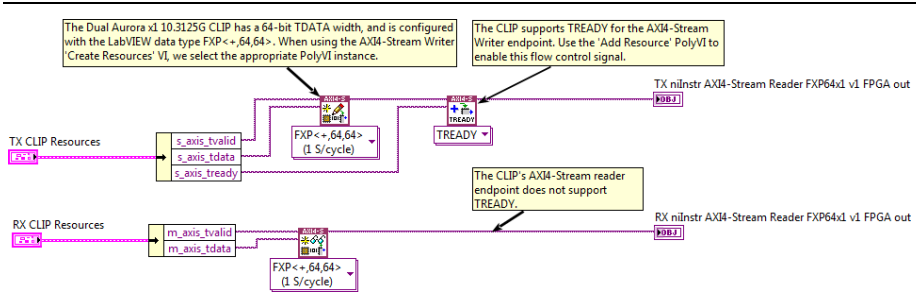 The Dual Aurora x1 10.3125G CLIP has a 64-bit TDATA width, and is configured
with the LabVIEW data type FXP<+,64,64>. When using the AXI4-Stream Writer
'Create Resources' VI, we select the appropriate PolyVI instance.
The CLIP supports TREADY for the AXI4-Stream
Writer endpoint. Use the 'Add Resource' PolyVI to
enable this flow control signal.
TX niInstr AXI4-Stream Reader FXP64x1 v1 FPGA out
OBJ
AXI4-S
AXI4-S
TREADY
FXP<+,64,64>
(1 S/cycle)
TREADY
TX CLIP Resources
s_axis_tvalid
s_axis_tdata
s_axis_tready
The CLIP's AXI4-Stream reader
endpoint does not support
TREADY.
RX CLIP Resources
m_axis_tvalid
m_axis_tdata
AXI4-S
FXP<+,64,64>
(1 S/cycle)
RX niInstr AXI4-Stream Reader FXP64x1 v1 FPGA out
OBJ